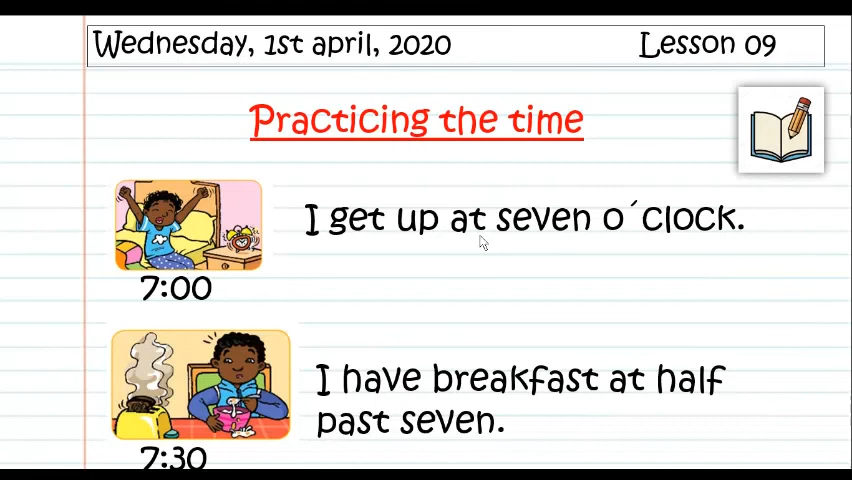 Wednesday, 1st april, 2020
Lesson 09
Practicing the time
I get up at seven o´clock.
7:00
I have breakfast at half
past seven.
7:30